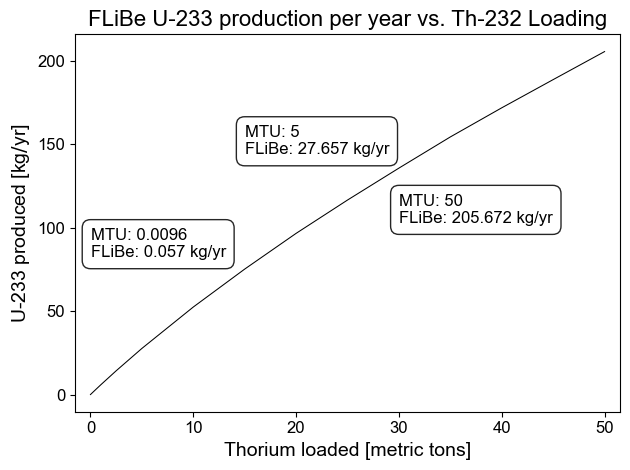 FLiBe U-233 production per year vs. Th-232 Loading
U-233 produced [kg/yr]
200
150
100
50
0
MTU: 5
FLiBe: 27.657 kg/yr
MTU: 50
FLiBe: 205.672 kg/yr
MTU: 0.0096
FLiBe: 0.057 kg/yr
0 10 20 30 40 50
Thorium loaded [metric tons]